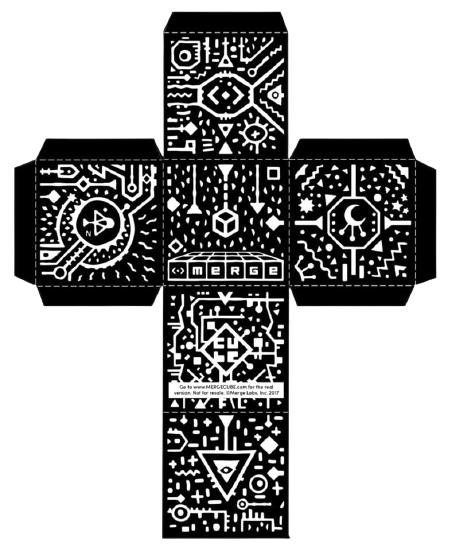 MERGE
Go to www.MERGECUBE.com for the real
version. Not for resale. ©Merge Labs, Inc. 2017